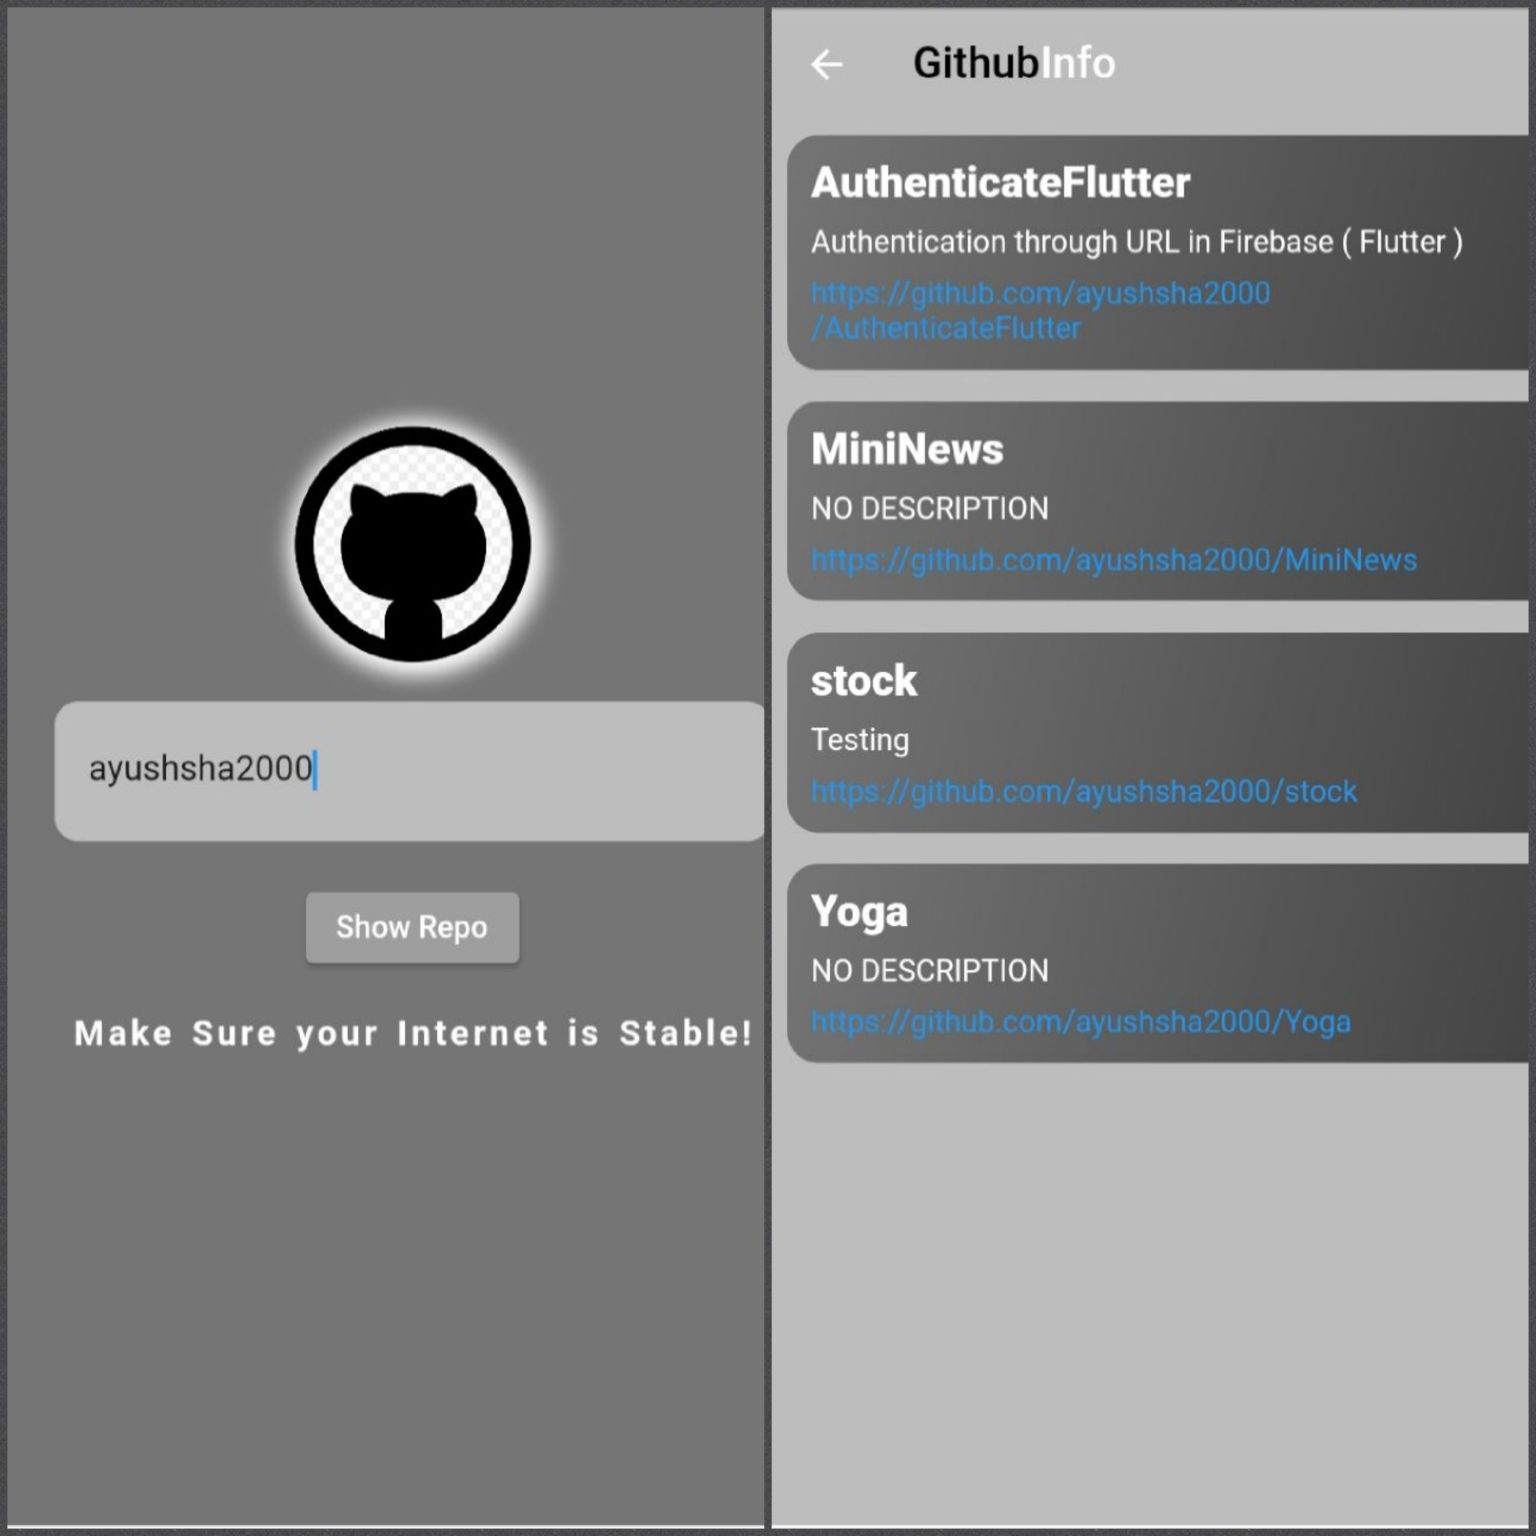 ayushsha2000
Show Repo
Make Sure your Internet is Stable!
GithubInfo
AuthenticateFlutter
Authentication through URL in Firebase ( Flutter )
https://github.com/ayushsha2000
/AuthenticateFlutter
MiniNews
NO DESCRIPTION
https://github.com/ayushsha2000/MiniNews
stock
Testing
https://github.com/ayushsha2000/stock
Yoga
NO DESCRIPTION
https://github.com/ayushsha2000/Yoga